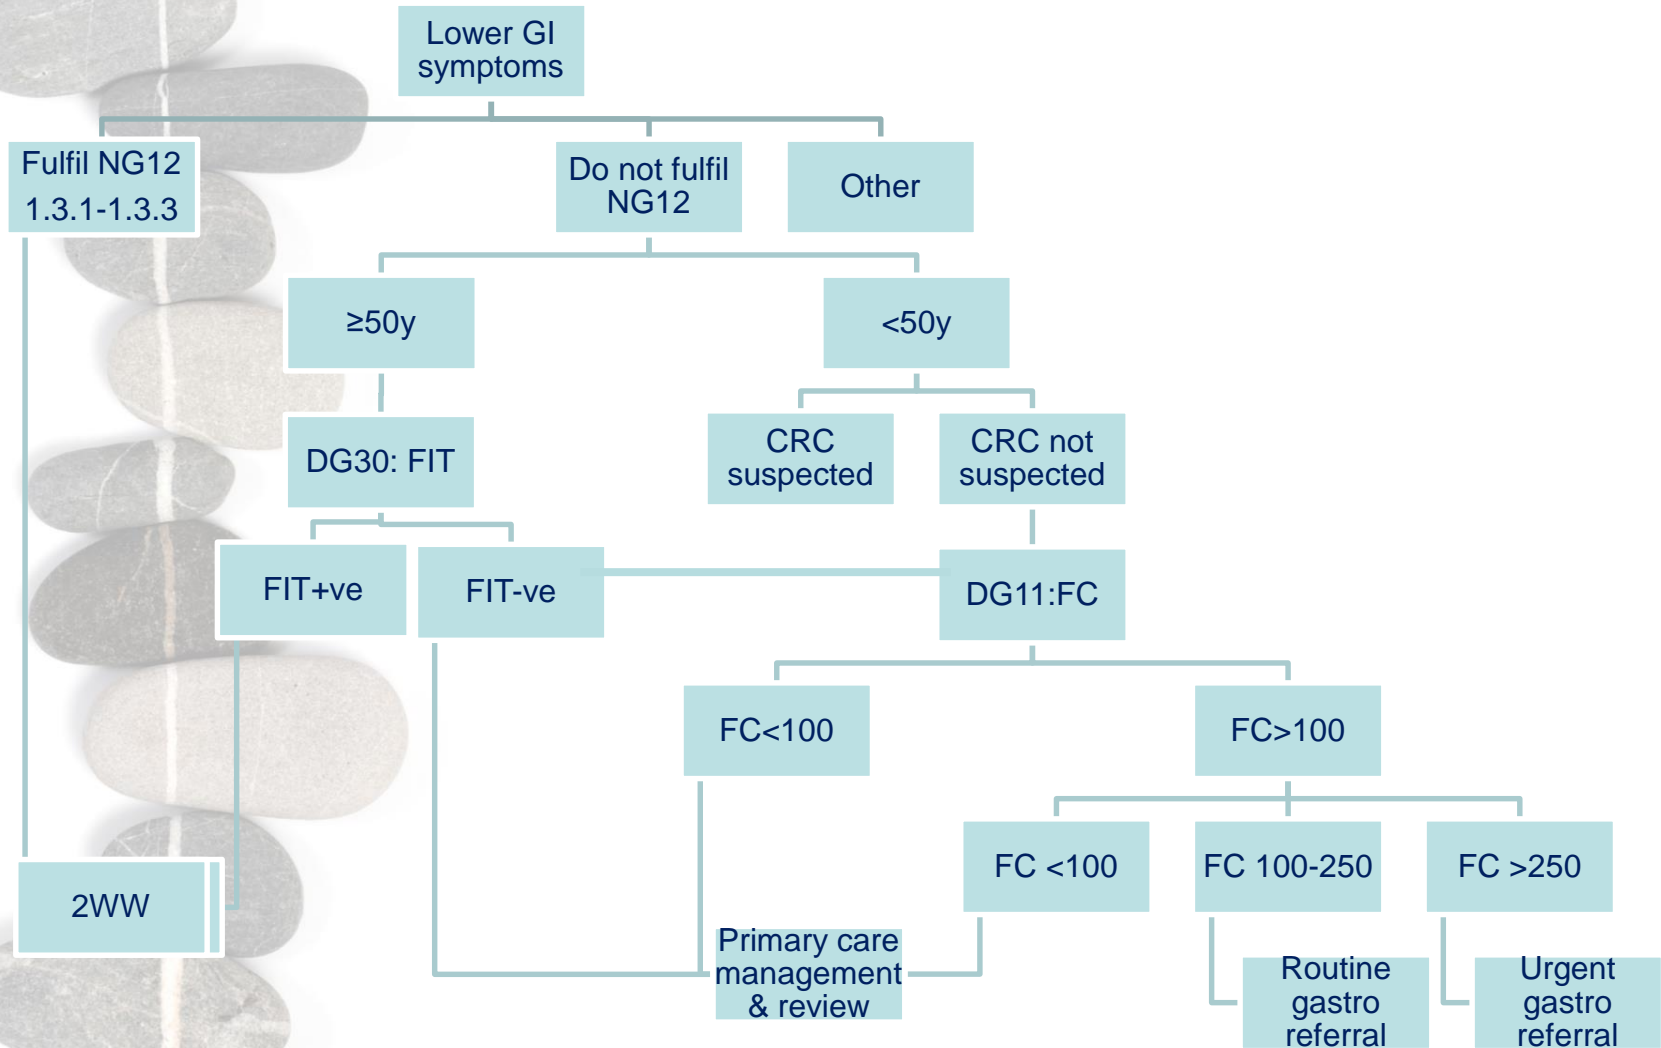 Lower GI
symptoms
Fulfil NG12
1.3.1-1.3.3
Do not fulfil
NG12
Other
≥50y
<50y
DG30: FIT
CRC
suspected
CRC not
suspected
FIT+ve
FIT-ve
DG11:FC
FC<100
FC>100
2WW
FC <100
FC 100-250
FC >250
Primary care
management
& review
Routine
gastro
referral
Urgent
gastro
referral